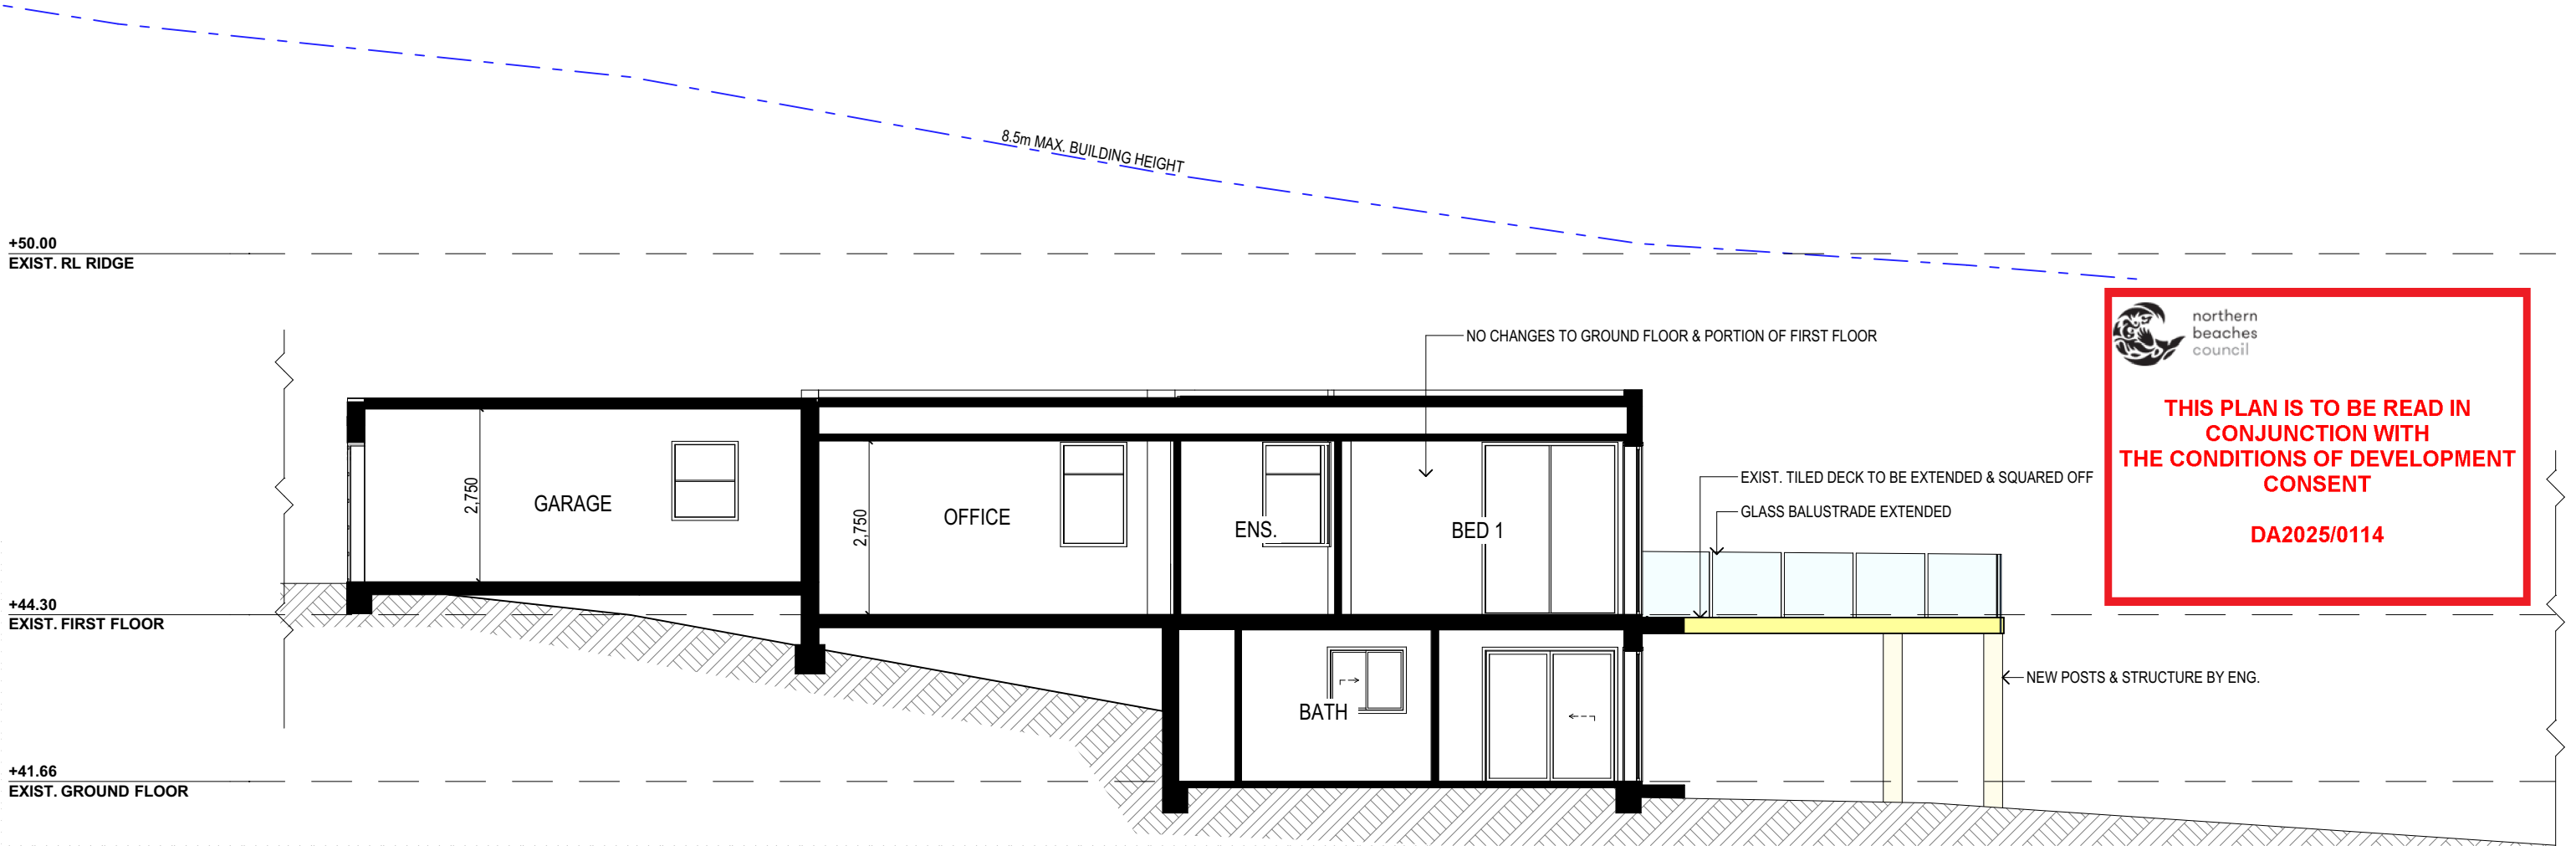 8.5m MAX. BUILDING HEIGHT
+50.00
EXIST. RL RIDGE
northern
beaches
council
NO CHANGES TO GROUND FLOOR & PORTION OF FIRST FLOOR
THIS PLAN IS TO BE READ IN
CONJUNCTION WITH
THE CONDITIONS OF DEVELOPMENT
CONSENT
DA2025/0114
EXIST. TILED DECK TO BE EXTENDED & SQUARED OFF
GLASS BALUSTRADE EXTENDED
2,750
GARAGE
2,750
OFFICE
ENS.
BED 1
+44.30
EXIST. FIRST FLOOR
NEW POSTS & STRUCTURE BY ENG.
BATH
+41.66
EXIST. GROUND FLOOR